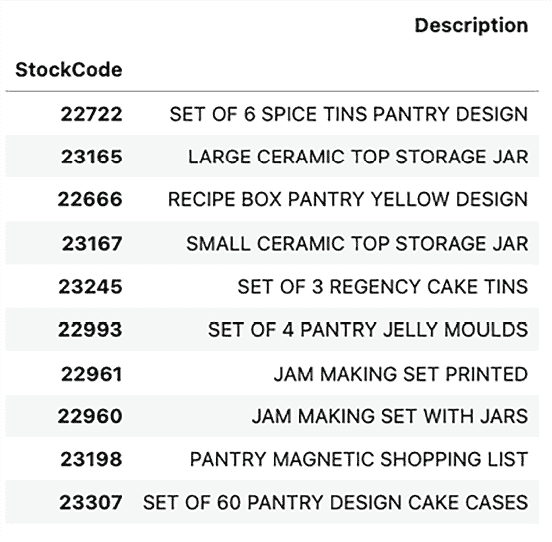 Description
StockCode
22722 SET OF 6 SPICE TINS PANTRY DESIGN
23165 LARGE CERAMIC TOP STORAGE JAR
22666 RECIPE BOX PANTRY YELLOW DESIGN
23167 SMALL CERAMIC TOP STORAGE JAR
23245 SET OF 3 REGENCY CAKE TINS
22993 SET OF 4 PANTRY JELLY MOULDS
22961 JAM MAKING SET PRINTED
22960 JAM MAKING SET WITH JARS
23198 PANTRY MAGNETIC SHOPPING LIST
23307 SET OF 60 PANTRY DESIGN CAKE CASES